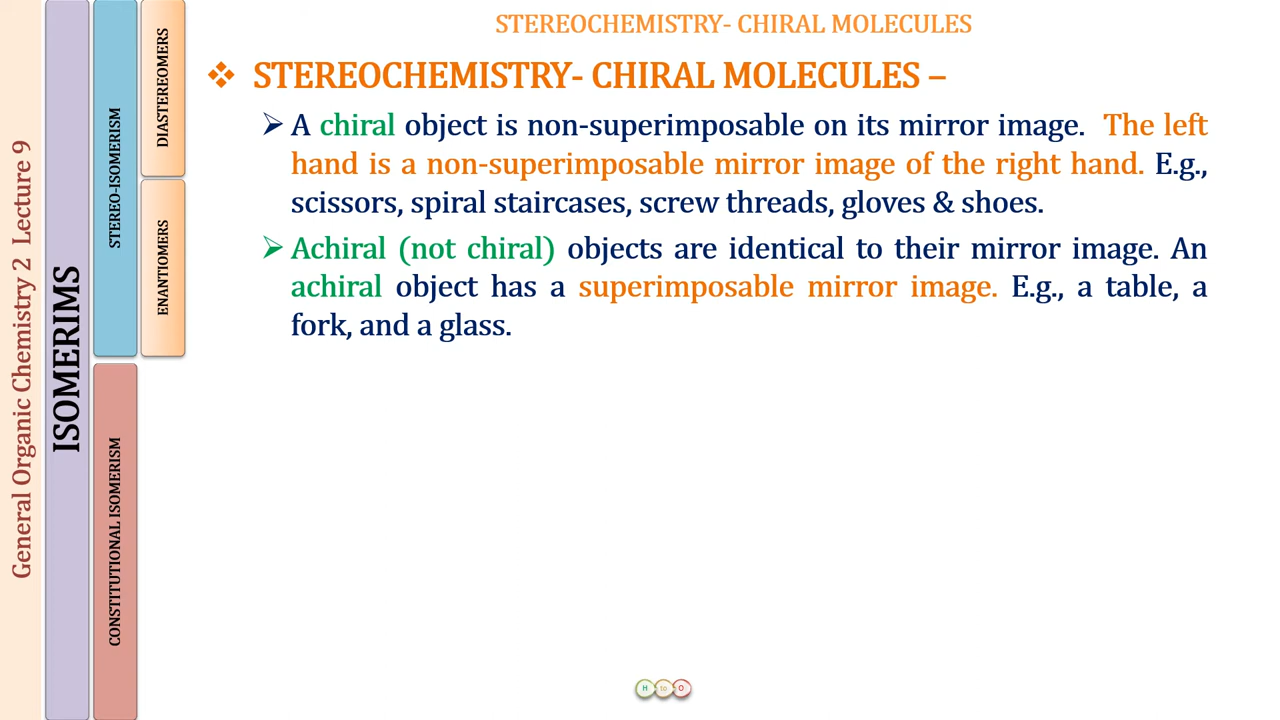 STEREOCHEMISTRY- CHIRAL MOLECULES
STEREOCHEMISTRY- CHIRAL MOLECULES –
A chiral object is non-superimposable on its mirror image. The left
hand is a non-superimposable mirror image of the right hand. E.g.,
scissors, spiral staircases, screw threads, gloves & shoes.
Achiral (not chiral) objects are identical to their mirror image. An
achiral object has a superimposable mirror image. E.g., a table, a
fork, and a glass.
General Organic Chemistry 2 Lecture 9
ISOMERIMS
STEREO-ISOMERISM
DIASTEREOMERS
ENANTIOMERS
CONSTITUTIONAL ISOMERISM
H to O